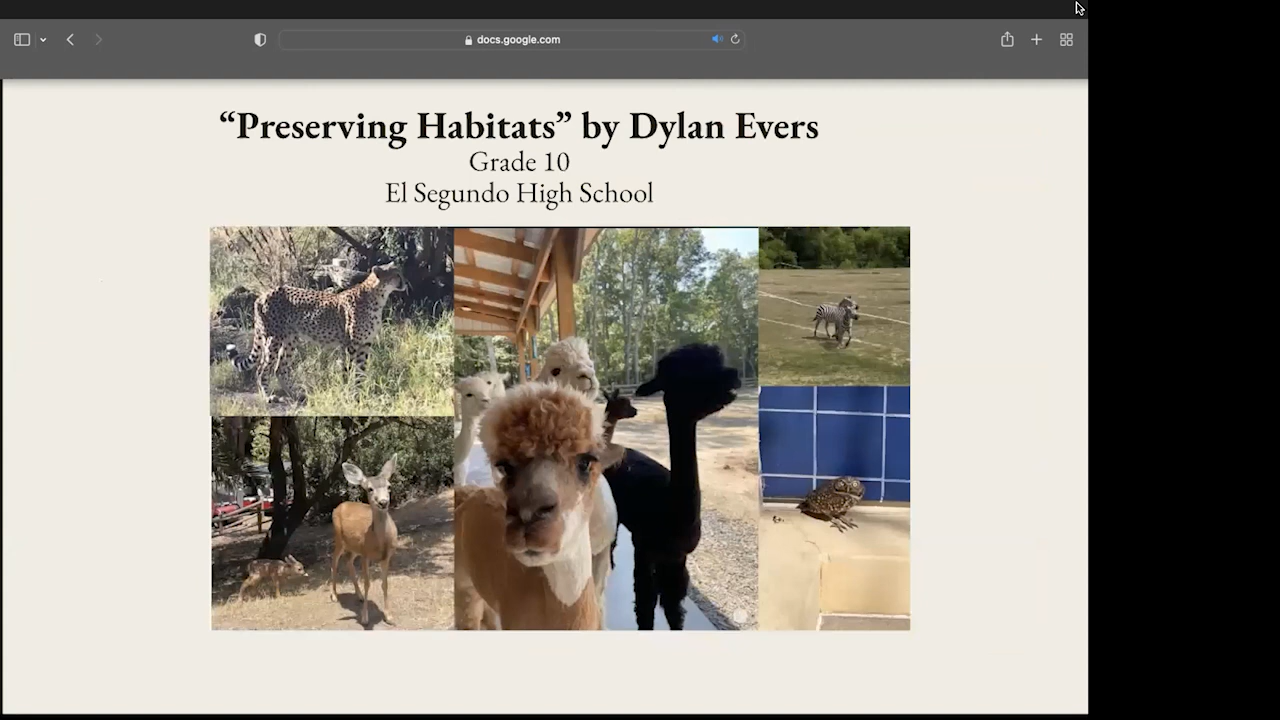 docs.google.com
“Preserving Habitats” by Dylan Evers
Grade 10
El Segundo High School